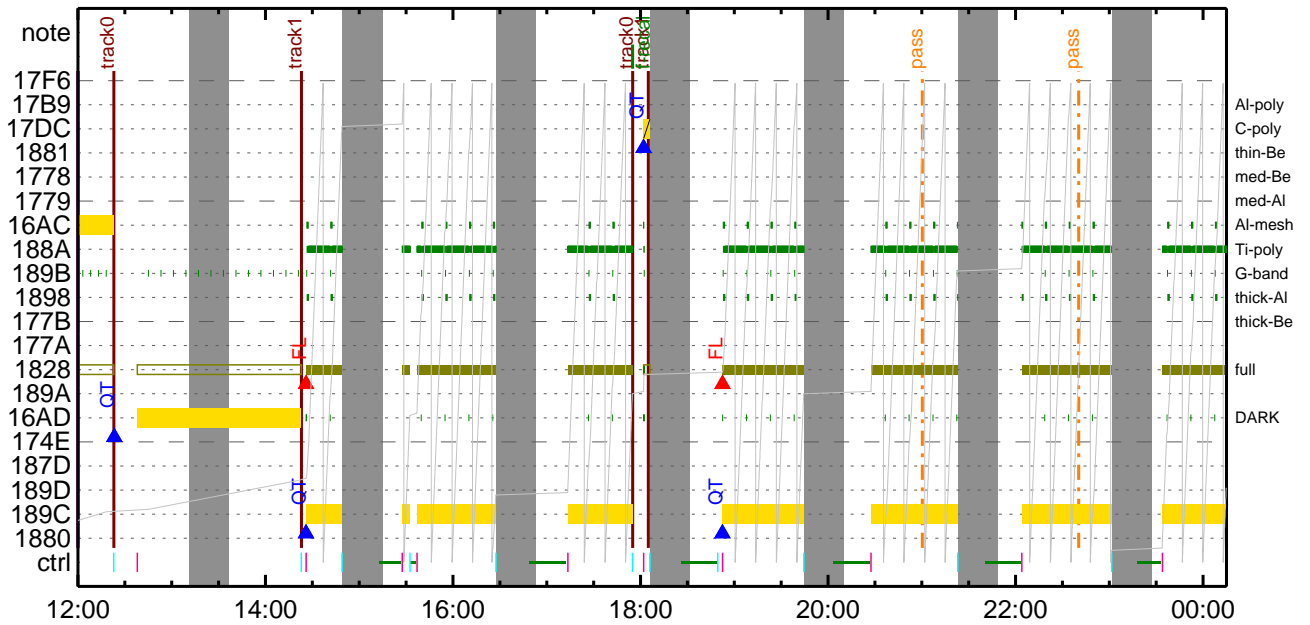 note
track0
track1
track0
track1
pass
pass
17F6
17B9
Al-poly
QT
17DC
C-poly
1881
thin-Be
1778
med-Be
1779
med-Al
16AC
Al-mesh
188A
Ti-poly
189B
G-band
1898
thick-Al
177B
thick-Be
177A
FL
FL
1828
full
189A
QT
16AD
DARK
174E
187D
189D
QT
QT
189C
1880
ctrl
12:00
14:00
16:00
18:00
20:00
22:00
00:00